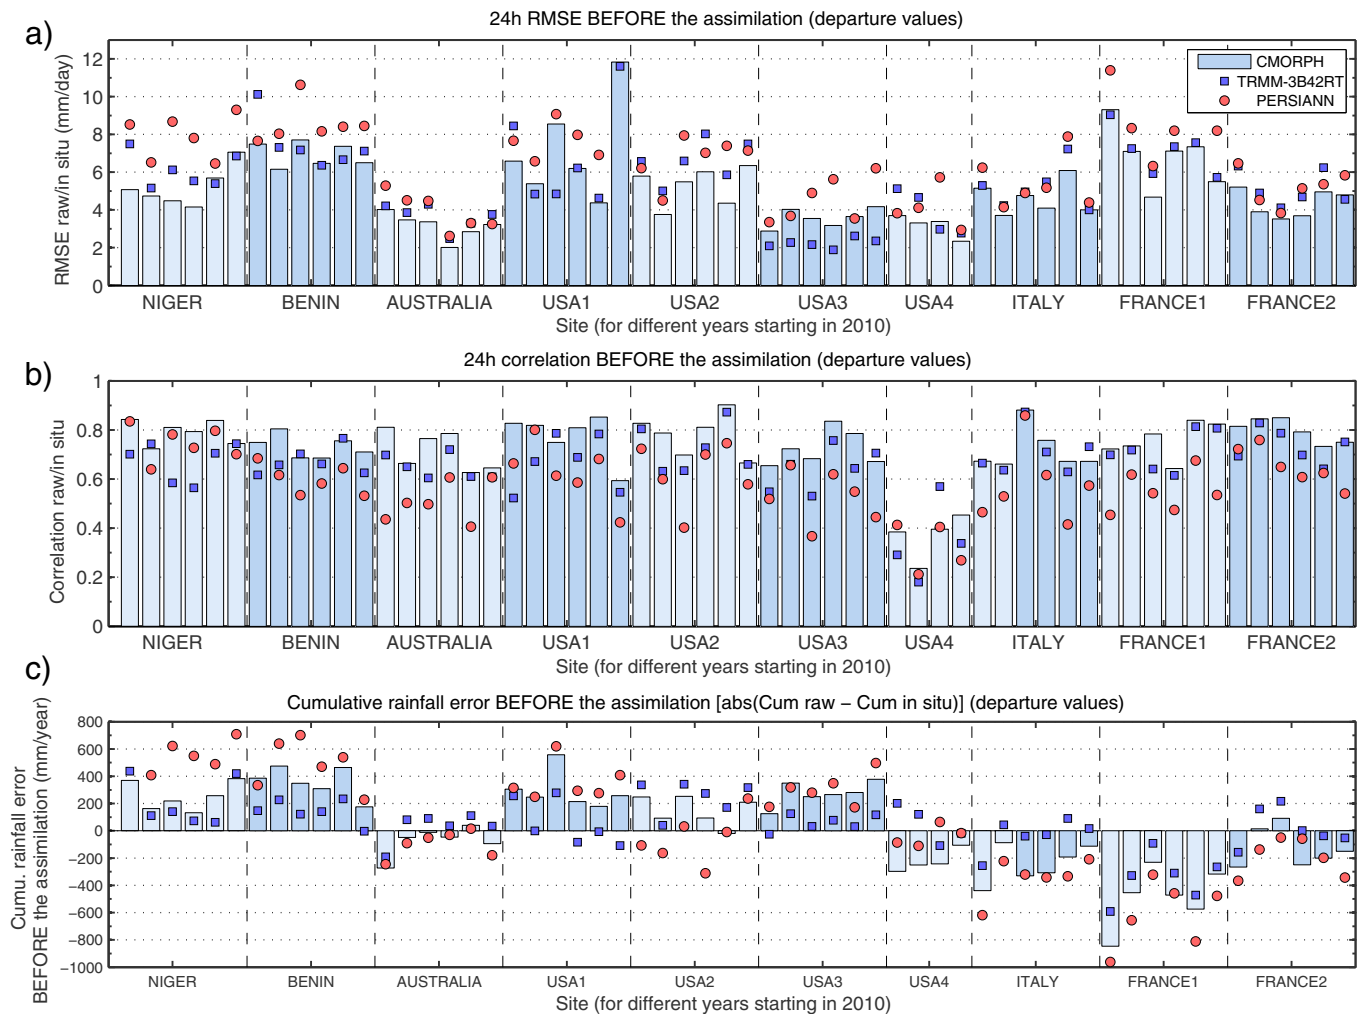 24h RMSE BEFORE the assimilation (departure values)
a)
RMSE raw/in situ (mm/day)
12
10
8
6
4
2
0
CMORPH
TRMM-3B42RT
PERSIANN
NIGER BENIN AUSTRALIA USA1 USA2 USA3 USA4 ITALY FRANCE1 FRANCE2
Site (for different years starting in 2010)
24h correlation BEFORE the assimilation (departure values)
b)
Correlation raw/in situ
1
0.8
0.6
0.4
0.2
0
NIGER BENIN AUSTRALIA USA1 USA2 USA3 USA4 ITALY FRANCE1 FRANCE2
Site (for different years starting in 2010)
c)
Cumulative rainfall error BEFORE the assimilation [abs(Cum raw − Cum in situ)] (departure values)
Cumu. rainfall error
BEFORE the assimilation (mm/year)
800
600
400
200
0
−200
−400
−600
−800
−1000
NIGER BENIN AUSTRALIA USA1 USA2 USA3 USA4 ITALY FRANCE1 FRANCE2
Site (for different years starting in 2010)